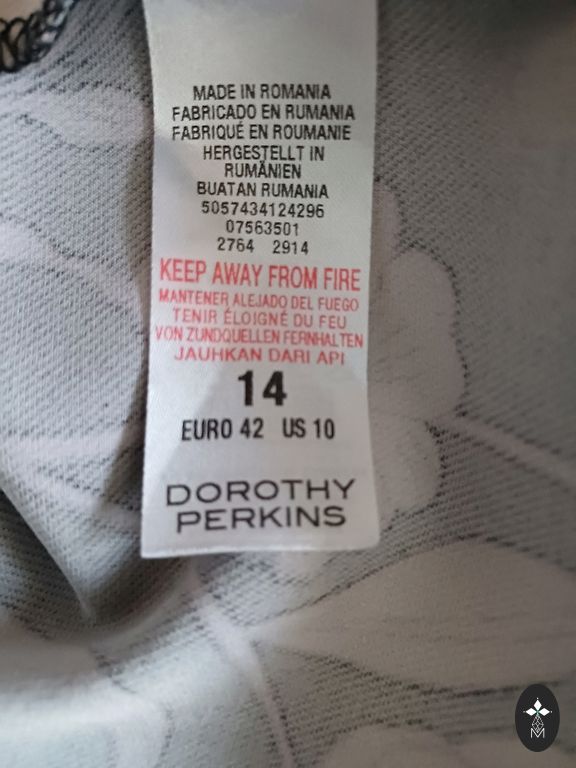 MADE IN ROMANIA
FABRICADO EN RUMANIA
FABRIQUÉ EN ROUMANIE
HERGESTELLT IN
RUMÄNIEN
BUATAN RUMANIA
5057434124296
07563501
2764 2914
KEEP AWAY FROM FIRE
MANTENER ALEJADO DEL FUEGO
TENIR ÉLOIGNÉ DU FEU
VON ZUNDQUELLEN FERNHALTEN
JAUHKAN DARI API
14
EURO 42 US 10
DOROTHY
PERKINS
M